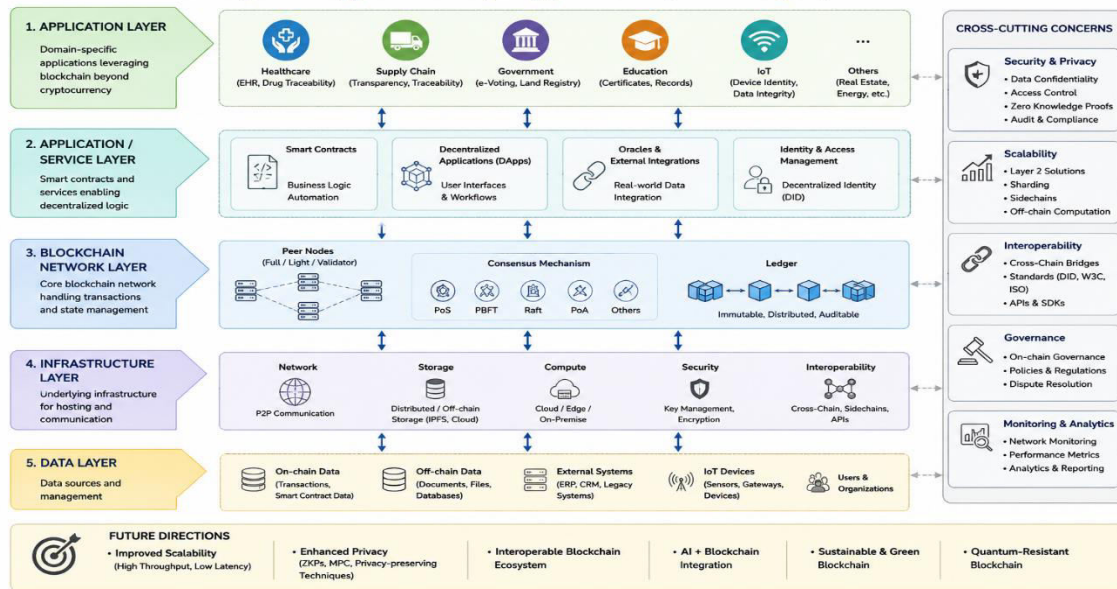 1. APPLICATION LAYER
Domain-specific
applications leveraging
blockchain beyond
cryptocurrency
Healthcare
(EHR, Drug Traceability)
Supply Chain
(Transparency, Traceability)
Government
(e-Voting, Land Registry)
Education
(Certificates, Records)
IoT
(Device Identity,
Data Integrity)
...
Others
(Real Estate,
Energy, etc.)
2. APPLICATION /
SERVICE LAYER
Smart contracts and
services enabling
decentralized logic
Smart Contracts
Business Logic
Automation
Decentralized
Applications (DApps)
User Interfaces
& Workflows
Oracles &
External Integrations
Real-world Data
Integration
Identity & Access
Management
Decentralized Identity
(DID)
3. BLOCKCHAIN
NETWORK LAYER
Core blockchain network
handling transactions
and state management
Peer Nodes
(Full / Light / Validator)
Consensus Mechanism
PoS
PBFT
Raft
PoA
Others
Ledger
Immutable, Distributed, Auditable
4. INFRASTRUCTURE
LAYER
Underlying infrastructure
for hosting and
communication
Network
P2P Communication
Storage
Distributed / Off-chain
Storage (IPFS, Cloud)
Compute
Cloud / Edge /
On-Premise
Security
Key Management,
Encryption
Interoperability
Cross-Chain, Sidechains,
APIs
5. DATA LAYER
Data sources and
management
On-chain Data
(Transactions,
Smart Contract Data)
Off-chain Data
(Documents, Files,
Databases)
External Systems
(ERP, CRM, Legacy
Systems)
IoT Devices
(Sensors, Gateways,
Devices)
Users &
Organizations
CROSS-CUTTING CONCERNS
Security & Privacy
• Data Confidentiality
• Access Control
• Zero Knowledge Proofs
• Audit & Compliance
Scalability
• Layer 2 Solutions
• Sharding
• Sidechains
• Off-chain Computation
Interoperability
• Cross-Chain Bridges
• Standards (DID, W3C,
ISO)
• APIs & SDKs
Governance
• On-chain Governance
• Policies & Regulations
• Dispute Resolution
Monitoring & Analytics
• Network Monitoring
• Performance Metrics
• Analytics & Reporting
FUTURE DIRECTIONS
• Improved Scalability
(High Throughput, Low Latency)
• Enhanced Privacy
(ZKPs, MPC, Privacy-preserving
Techniques)
• Interoperable Blockchain
Ecosystem
• AI + Blockchain
Integration
• Sustainable & Green
Blockchain
• Quantum-Resistant
Blockchain